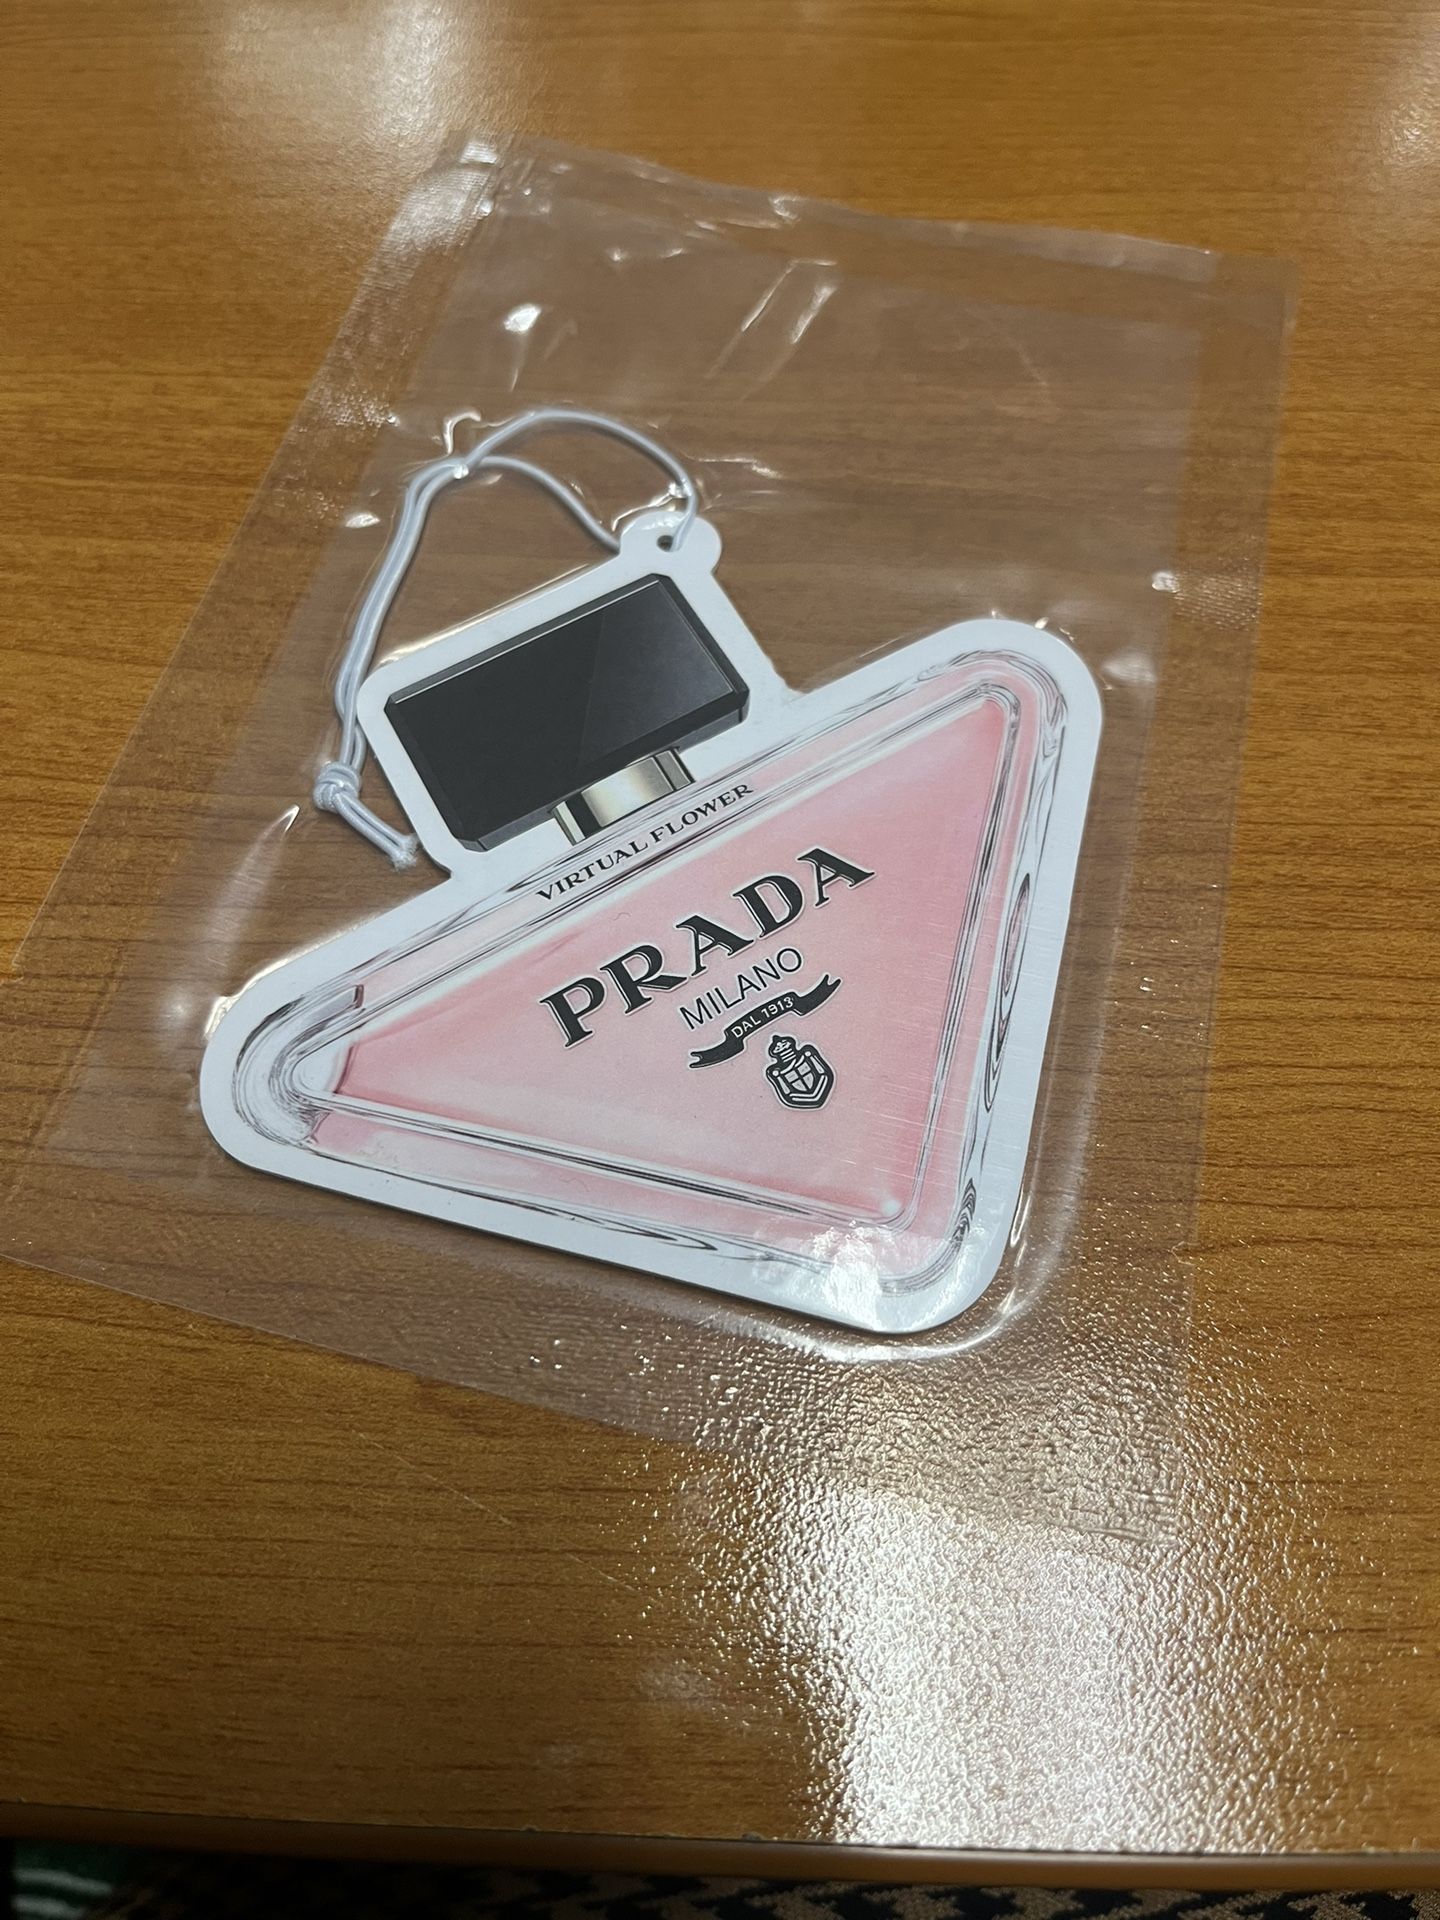 VIRTUAL FLOWER
PRADA
MILANO
DAL 1913